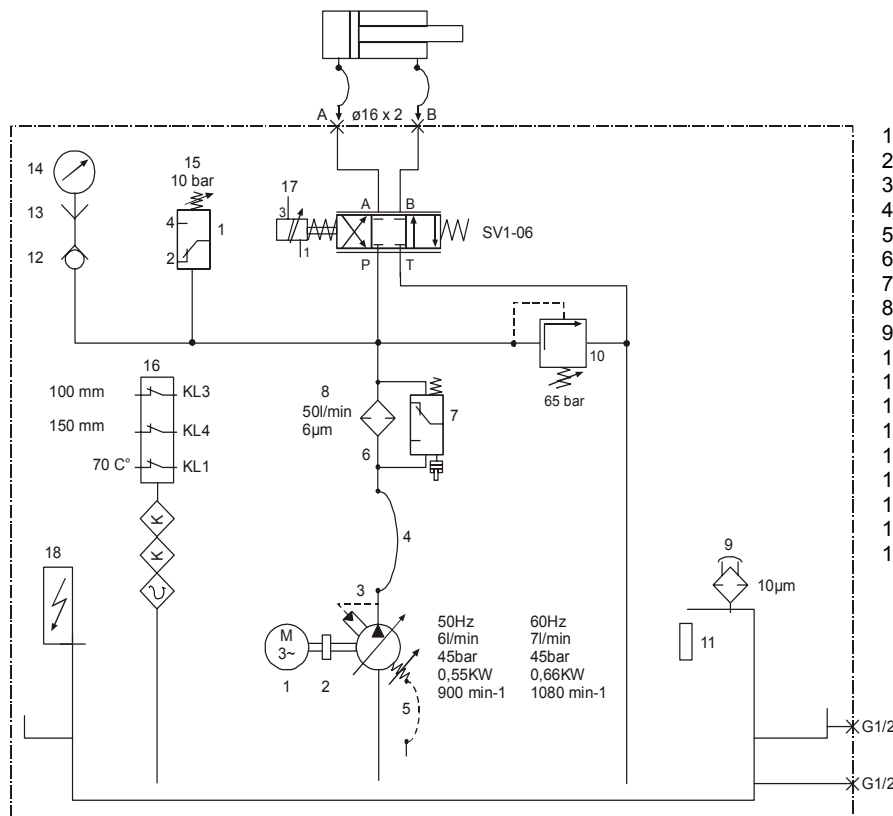 A ø16 x 2 B
14
15
10 bar
13
4
1
2
12
17
3
1
A B
P T
SV1-06
10
65 bar
16
100 mm KL3
150 mm KL4
70 C° KL1
8
50l/min
6µm
7
6
4
18
K
K
3
M
3~
1
2
5
50Hz
6l/min
45bar
0,55KW
900 min-1
60Hz
7l/min
45bar
0,66KW
1080 min-1
9
10µm
11
G1/2
G1/2
1
2
3
4
5
6
7
8
9
1
1
1
1
1
1
1
1
1